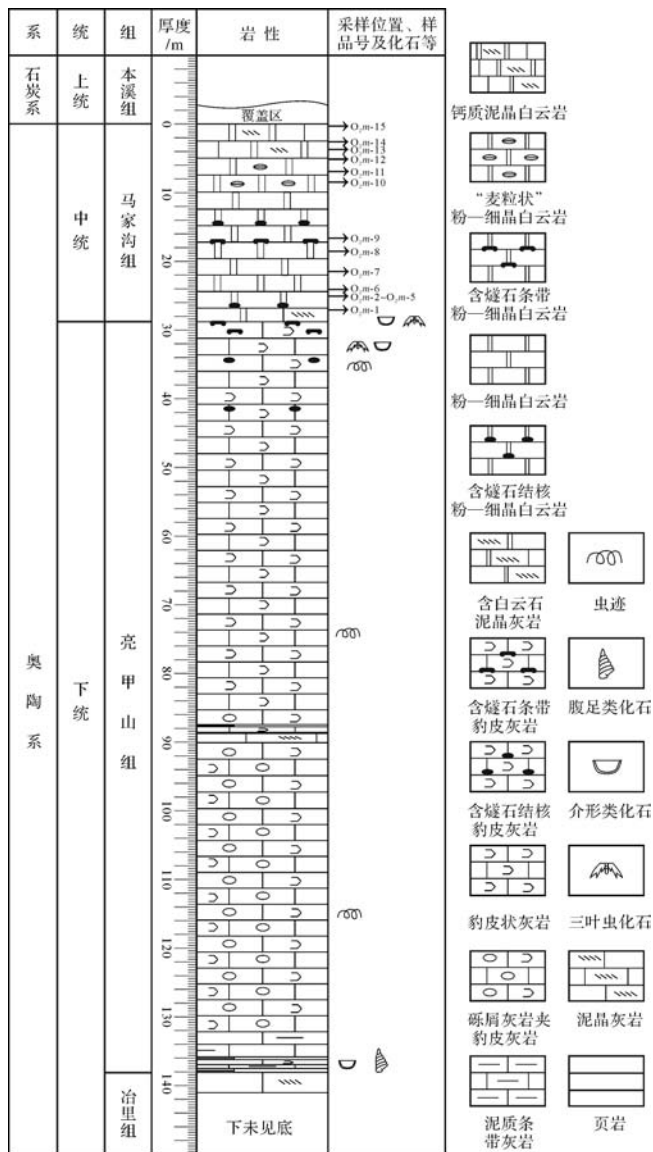 系
统
组
厚度
/m
岩 性
采样位置、样
品号及化石等
石炭系
上统
本溪组
覆盖区
0
10
20
30
40
50
60
70
80
90
100
110
120
130
140
奥陶系
中统
马家沟组
下统
亮甲山组
冶里组
O₂m-15
O₂m-14
O₂m-13
O₂m-12
O₂m-11
O₂m-10
O₂m-9
O₂m-8
O₂m-7
O₂m-6
O₂m-2-O₂m-5
O₂m-1
下未见底
钙质泥晶白云岩
“麦粒状”
粉—细晶白云岩
含燧石条带
粉—细晶白云岩
粉—细晶白云岩
含燧石结核
粉—细晶白云岩
含白云石
泥晶灰岩
虫迹
含燧石条带
豹皮灰岩
腹足类化石
含燧石结核
豹皮灰岩
介形类化石
豹皮状灰岩
三叶虫化石
砾屑灰岩夹
豹皮灰岩
泥晶灰岩
泥质条
带灰岩
页岩